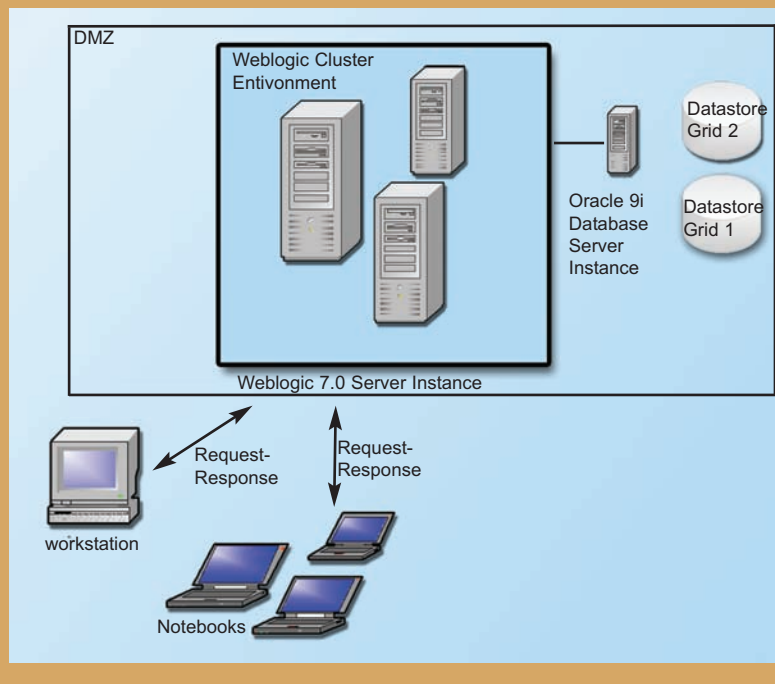 DMZ
Weblogic Cluster
Entivonment
Datastore
Grid 2
Oracle 9i
Database
Server
Instance
Datastore
Grid 1
Weblogic 7.0 Server Instance
Request-
Response
Request-
Response
workstation
Notebooks